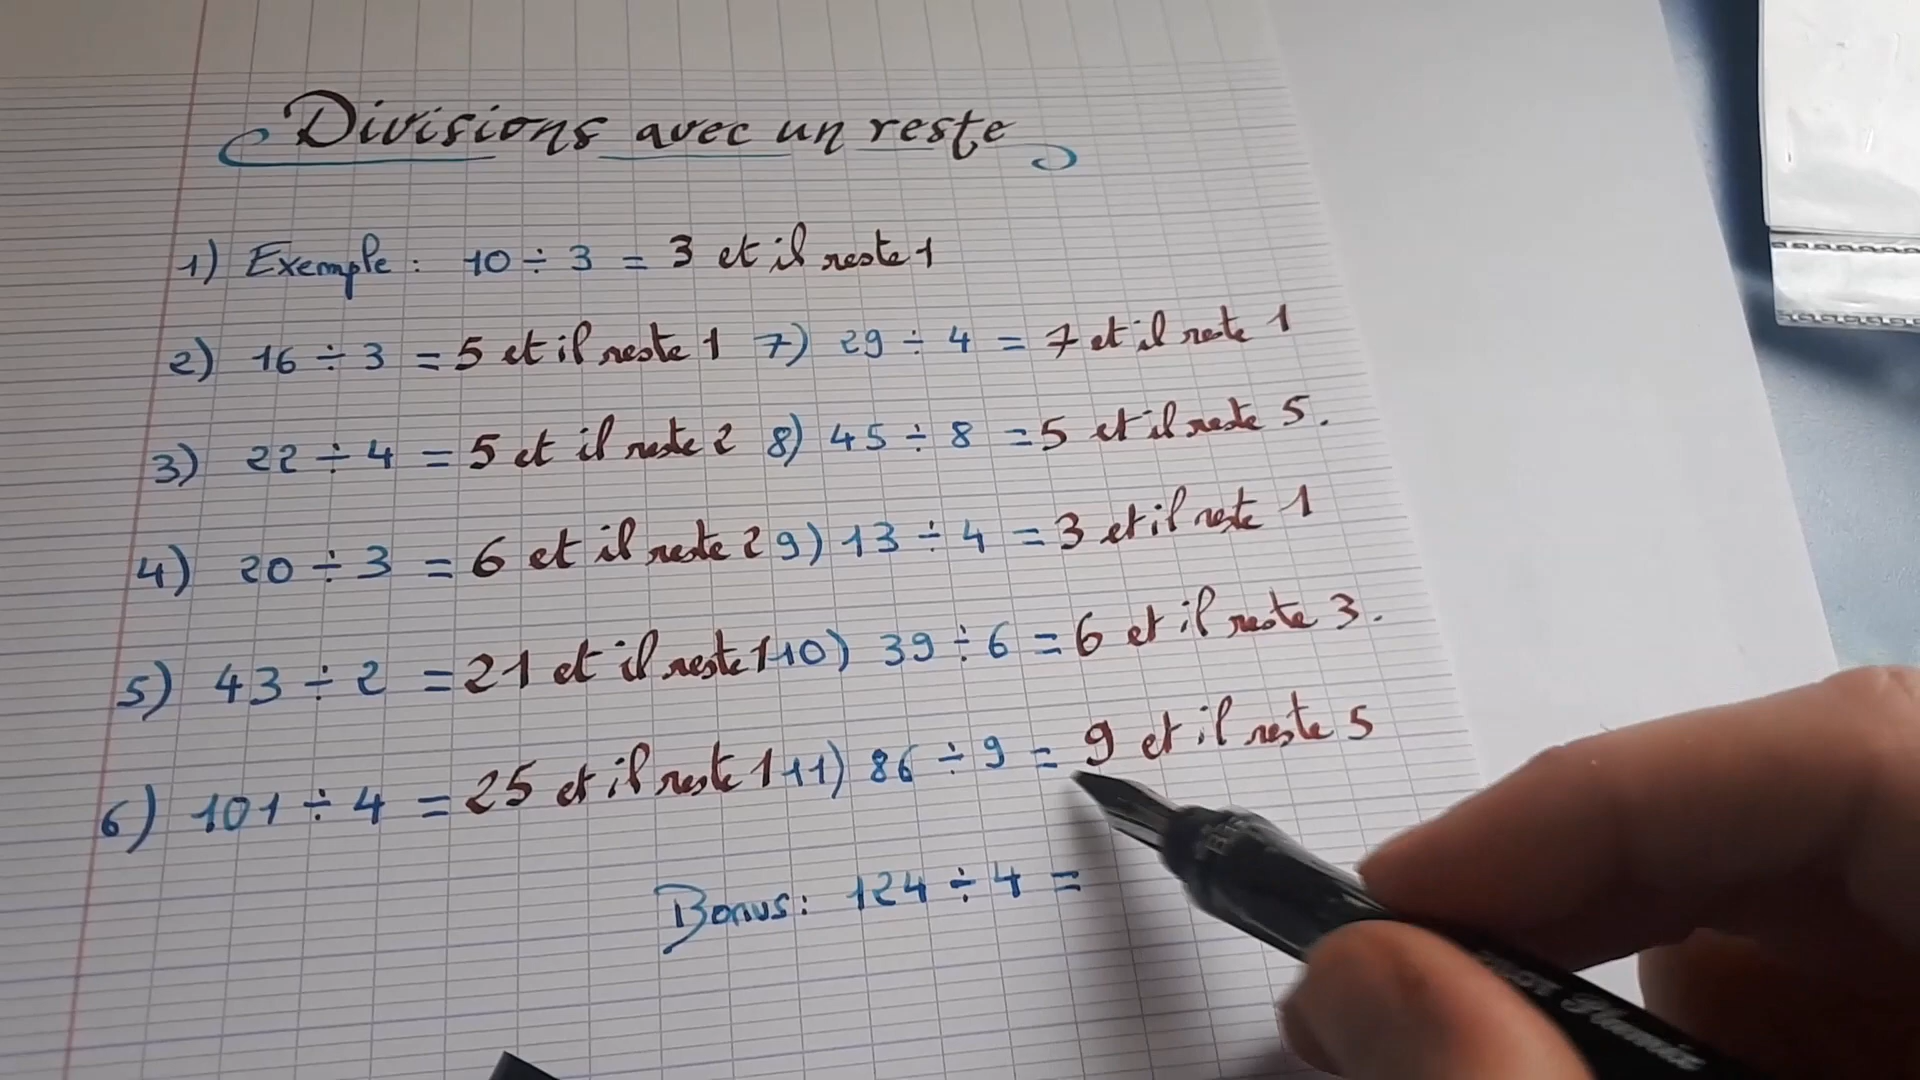 Divisions avec un reste
1) Exemple : 10 ÷ 3 = 3 et il reste 1
2) 16 ÷ 3 = 5 et il reste 1 7) 29 ÷ 4 = 7 et il reste 1
3) 22 ÷ 4 = 5 et il reste 2 8) 45 ÷ 8 = 5 et il reste 5.
4) 20 ÷ 3 = 6 et il reste 2 9) 13 ÷ 4 = 3 et il reste 1
5) 43 ÷ 2 = 21 et il reste 1 10) 39 ÷ 6 = 6 et il reste 3.
6) 101 ÷ 4 = 25 et il reste 1 11) 86 ÷ 9 = 9 et il reste 5
Bonus : 124 ÷ 4 =